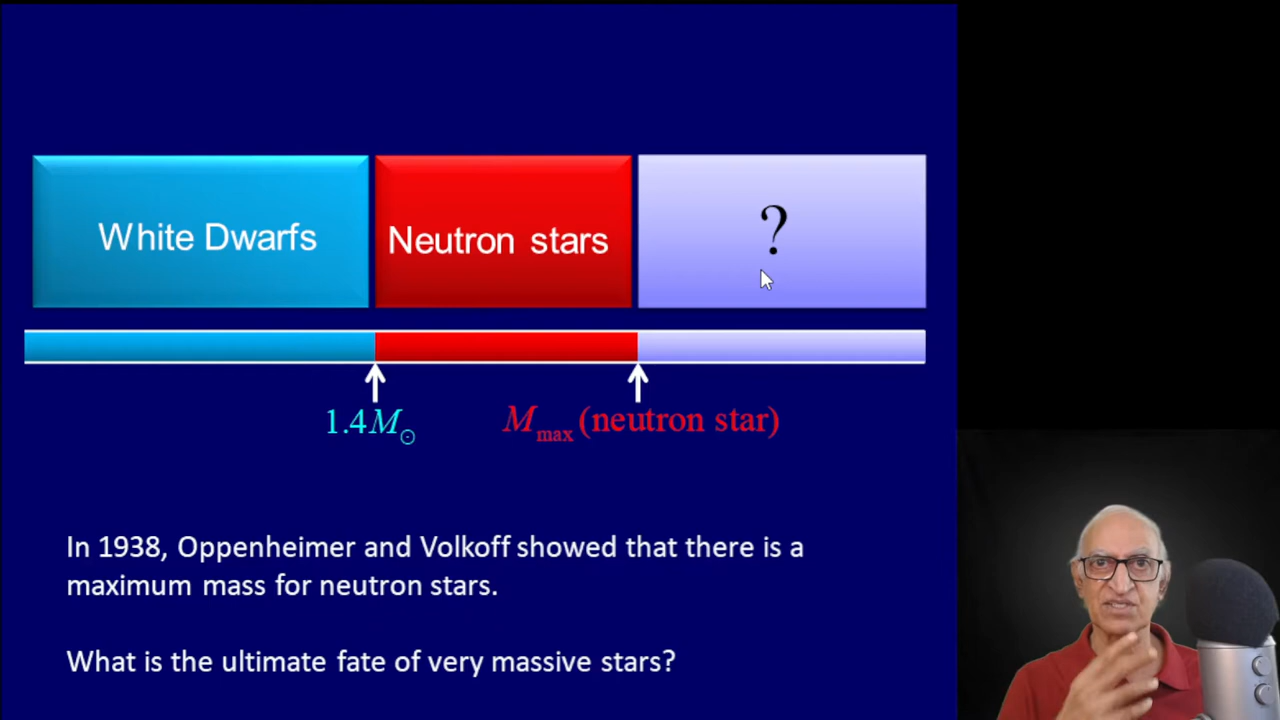 White Dwarfs
Neutron stars
?
1.4M☉
Mmax (neutron star)
In 1938, Oppenheimer and Volkoff showed that there is a
maximum mass for neutron stars.
What is the ultimate fate of very massive stars?